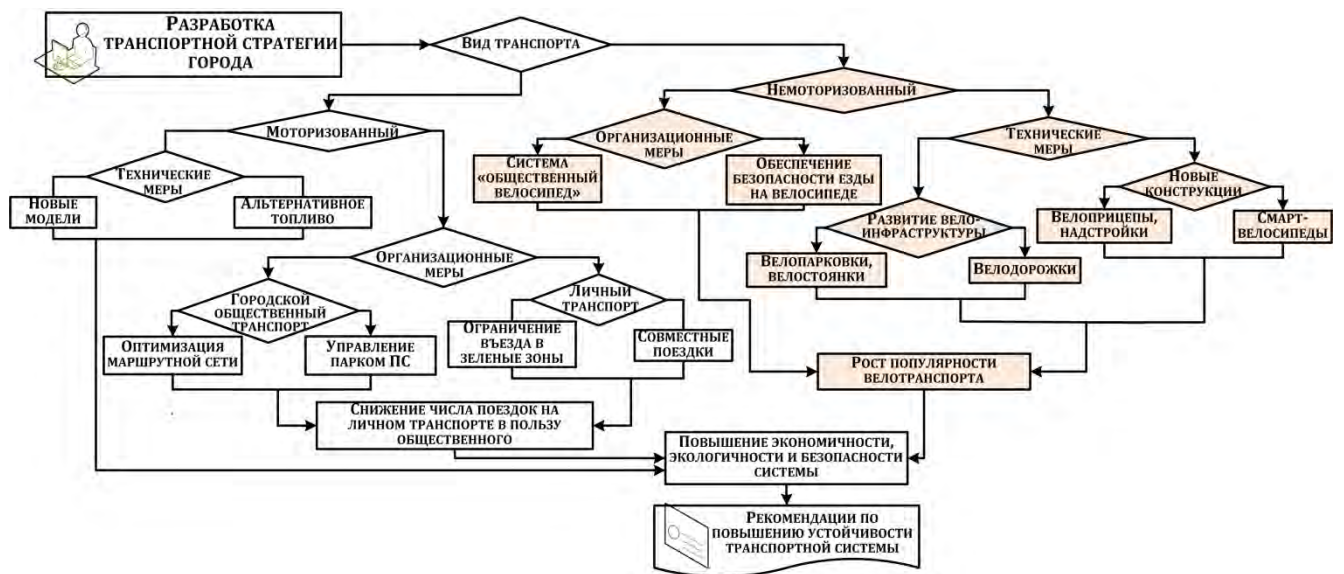 РАЗРАБОТКА
ТРАНСПОРТНОЙ СТРАТЕГИИ
ГОРОДА
ВИД ТРАНСПОРТА
НЕМОТОРИЗОВАННЫЙ
МОТОРИЗОВАННЫЙ
ОРГАНИЗАЦИОННЫЕ
МЕРЫ
ТЕХНИЧЕСКИЕ
МЕРЫ
ТЕХНИЧЕСКИЕ
МЕРЫ
СИСТЕМА
«ОБЩЕСТВЕННЫЙ
ВЕЛОСИПЕД»
ОБЕСПЕЧЕНИЕ
БЕЗОПАСНОСТИ ЕЗДЫ
НА ВЕЛОСИПЕДЕ
НОВЫЕ
КОНСТРУКЦИИ
НОВЫЕ
МОДЕЛИ
АЛЬТЕРНАТИВНОЕ
ТОПЛИВО
РАЗВИТИЕ ВЕЛО-
ИНФРАСТРУКТУРЫ
ВЕЛОПРИЦЕПЫ,
НАДСТРОЙКИ
СМАРТ-
ВЕЛОСИПЕДЫ
ОРГАНИЗАЦИОННЫЕ
МЕРЫ
ВЕЛОПАРКОВКИ,
ВЕЛОСТОЯНКИ
ВЕЛОДОРОЖКИ
ГОРОДСКОЙ
ОБЩЕСТВЕННЫЙ
ТРАНСПОРТ
ЛИЧНЫЙ
ТРАНСПОРТ
ОПТИМИЗАЦИЯ
МАРШРУТНОЙ СЕТИ
УПРАВЛЕНИЕ
ПАРКОМ ПС
ОГРАНИЧЕНИЕ
ВЪЕЗДА В
ЗЕЛЕНЫЕ ЗОНЫ
СОВМЕСТНЫЕ
ПОЕЗДКИ
РОСТ ПОПУЛЯРНОСТИ
ВЕЛОТРАНСПОРТА
СНИЖЕНИЕ ЧИСЛА ПОЕЗДОК НА
ЛИЧНОМ ТРАНСПОРТЕ В ПОЛЬЗУ
ОБЩЕСТВЕННОГО
ПОВЫШЕНИЕ ЭКОНОМИЧНОСТИ,
ЭКОЛОГИЧНОСТИ И БЕЗОПАСНОСТИ
СИСТЕМЫ
РЕКОМЕНДАЦИИ ПО
ПОВЫШЕНИЮ УСТОЙЧИВОСТИ
ТРАНСПОРТНОЙ СИСТЕМЫ